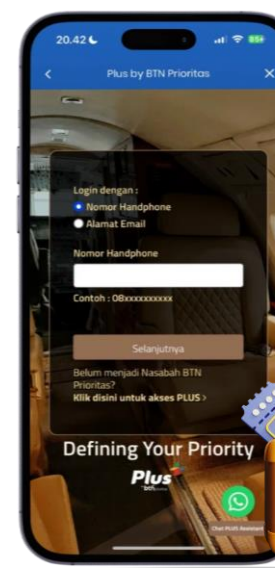 20.42
Plus by BTN Prioritas
Login dengan :
Nomor Handphone
Alamat Email
Nomor Handphone
Contoh : 08xxxxxxxxxx
Selanjutnya
Belum menjadi Nasabah BTN
Prioritas?
Klik disini untuk akses PLUS >
Defining Your Priority
Plus
Chat PLUS Assistant